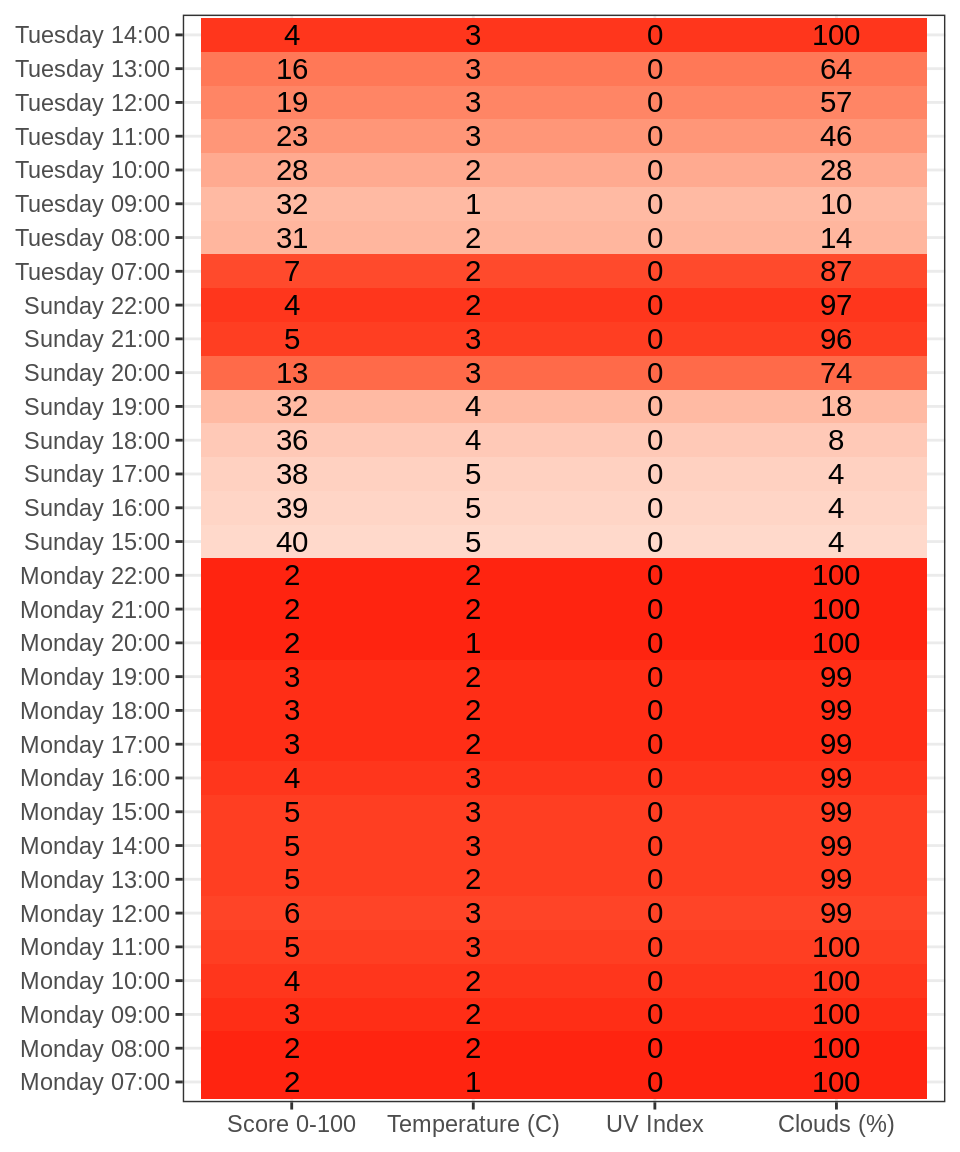 Tuesday 14:00 4 3 0 100
Tuesday 13:00 16 3 0 64
Tuesday 12:00 19 3 0 57
Tuesday 11:00 23 3 0 46
Tuesday 10:00 28 2 0 28
Tuesday 09:00 32 1 0 10
Tuesday 08:00 31 2 0 14
Tuesday 07:00 7 2 0 87
Sunday 22:00 4 2 0 97
Sunday 21:00 5 3 0 96
Sunday 20:00 13 3 0 74
Sunday 19:00 32 4 0 18
Sunday 18:00 36 4 0 8
Sunday 17:00 38 5 0 4
Sunday 16:00 39 5 0 4
Sunday 15:00 40 5 0 4
Monday 22:00 2 2 0 100
Monday 21:00 2 2 0 100
Monday 20:00 2 1 0 100
Monday 19:00 3 2 0 99
Monday 18:00 3 2 0 99
Monday 17:00 3 2 0 99
Monday 16:00 4 3 0 99
Monday 15:00 5 3 0 99
Monday 14:00 5 3 0 99
Monday 13:00 5 2 0 99
Monday 12:00 6 3 0 99
Monday 11:00 5 3 0 100
Monday 10:00 4 2 0 100
Monday 09:00 3 2 0 100
Monday 08:00 2 2 0 100
Monday 07:00 2 1 0 100
Score 0-100 Temperature (C) UV Index Clouds (%)